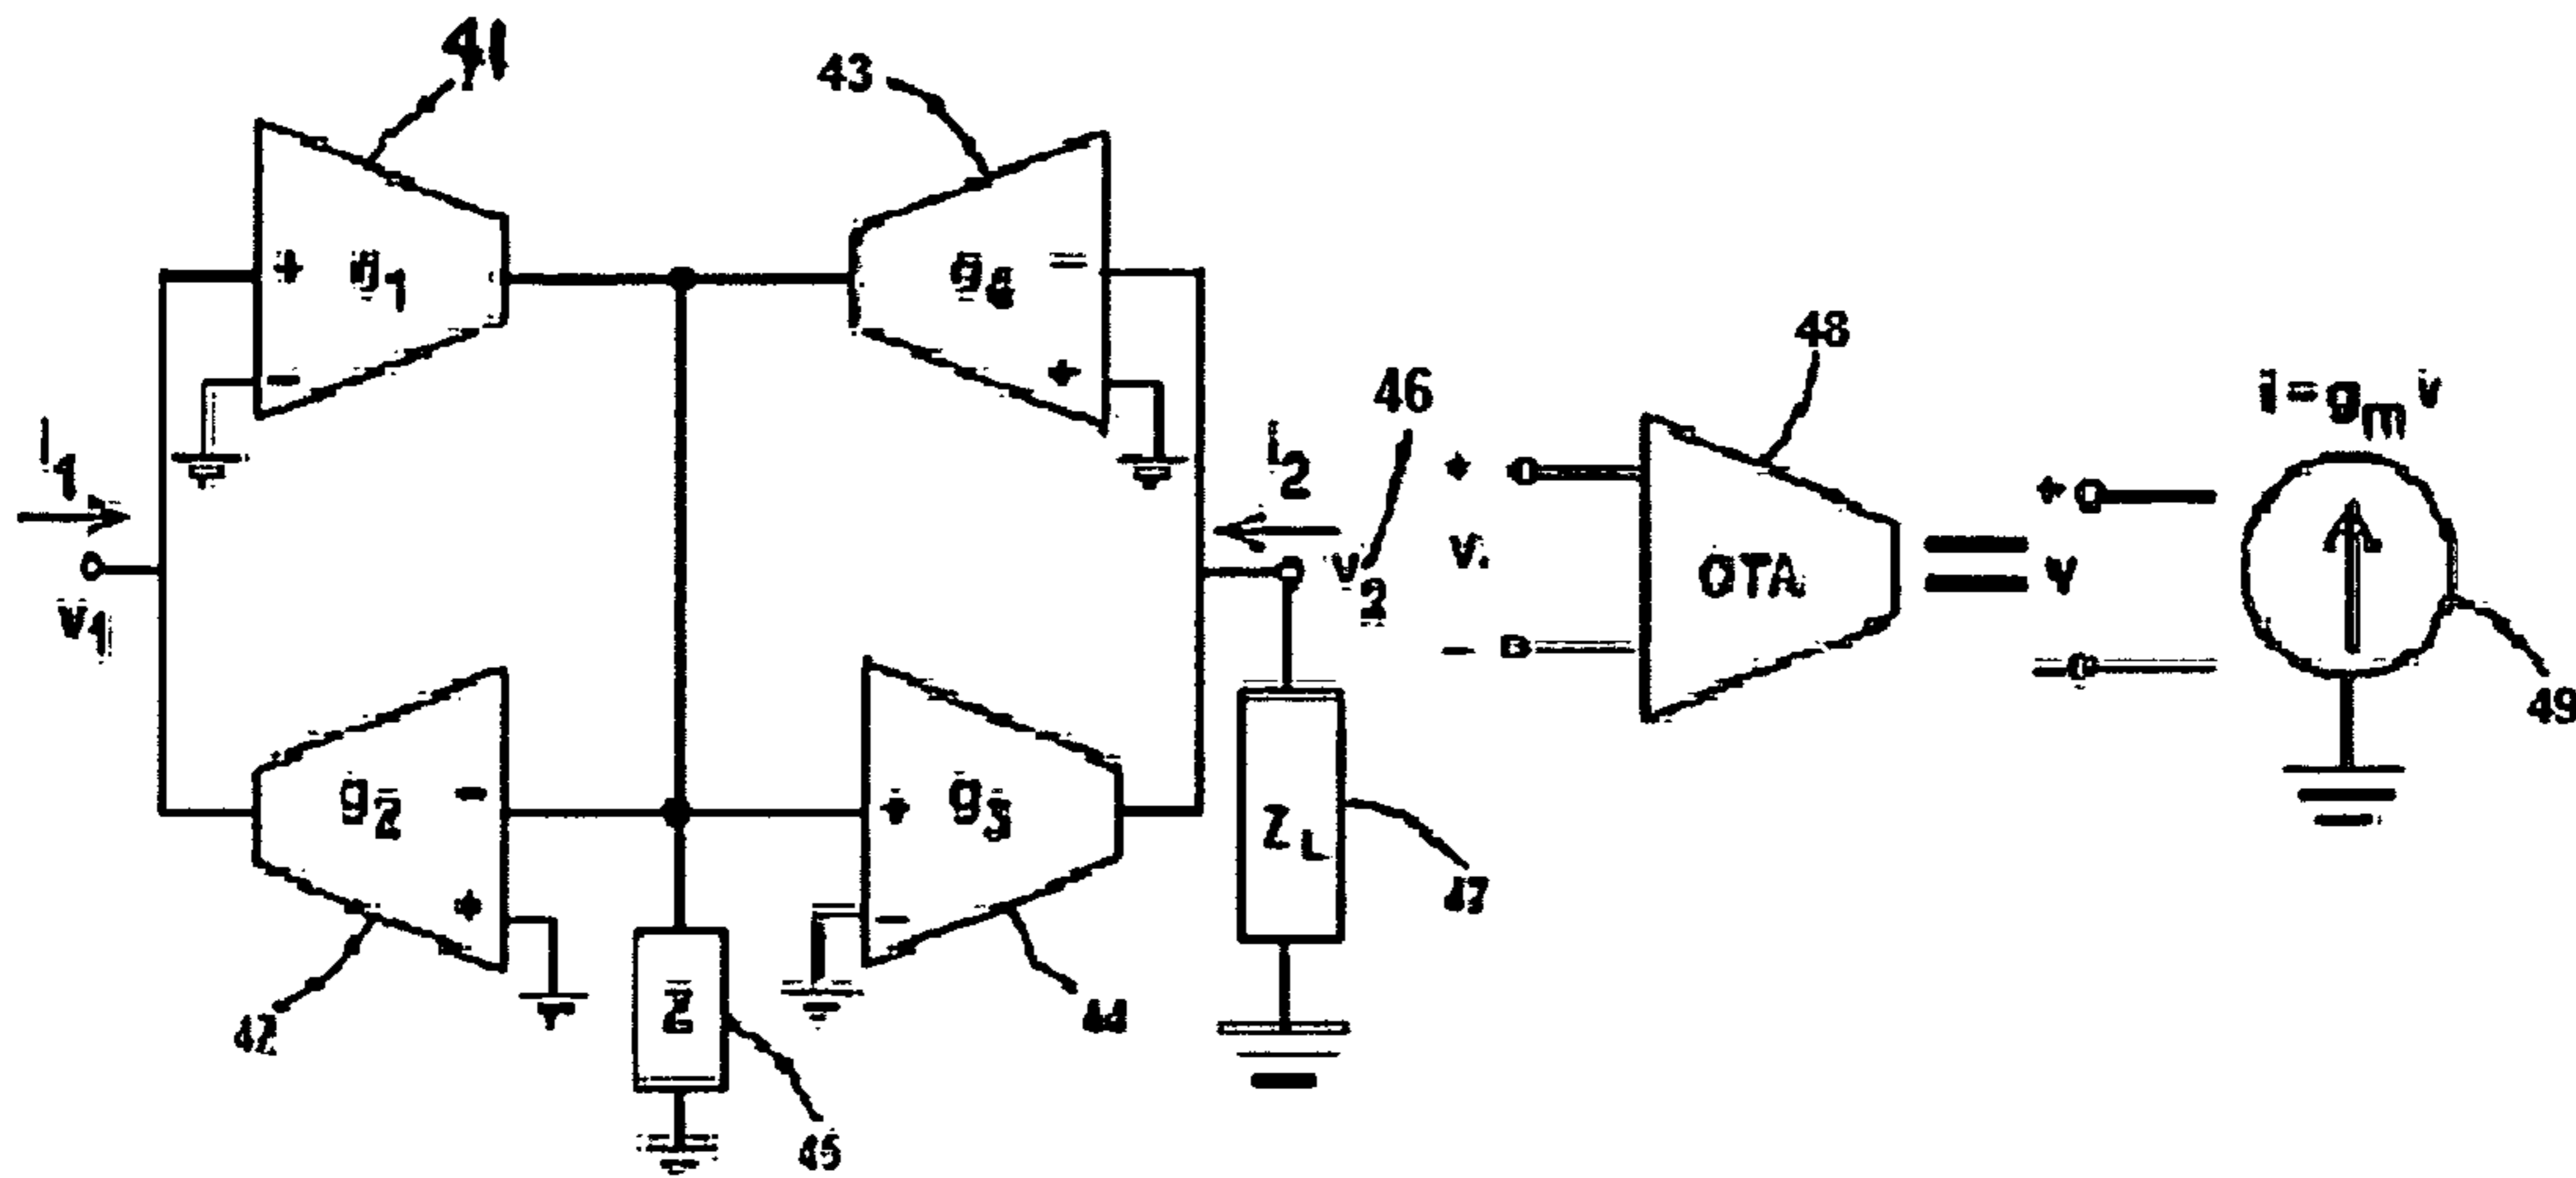 41
43
g1
+
-
g4
-
+
48
i = gm v
i1
i2
46
+
v
-
OTA
=
+
v
-
v1
v2
49
g2
-
+
g3
+
-
ZL
47
Z
42
44
45